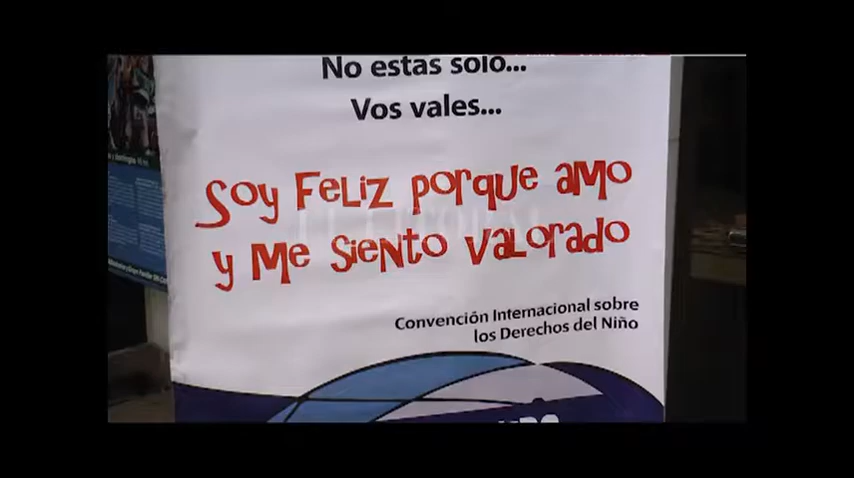 No estas solo...
Vos vales...
Soy Feliz porque amo
y me siento valorado
Convención Internacional sobre
los Derechos del Niño